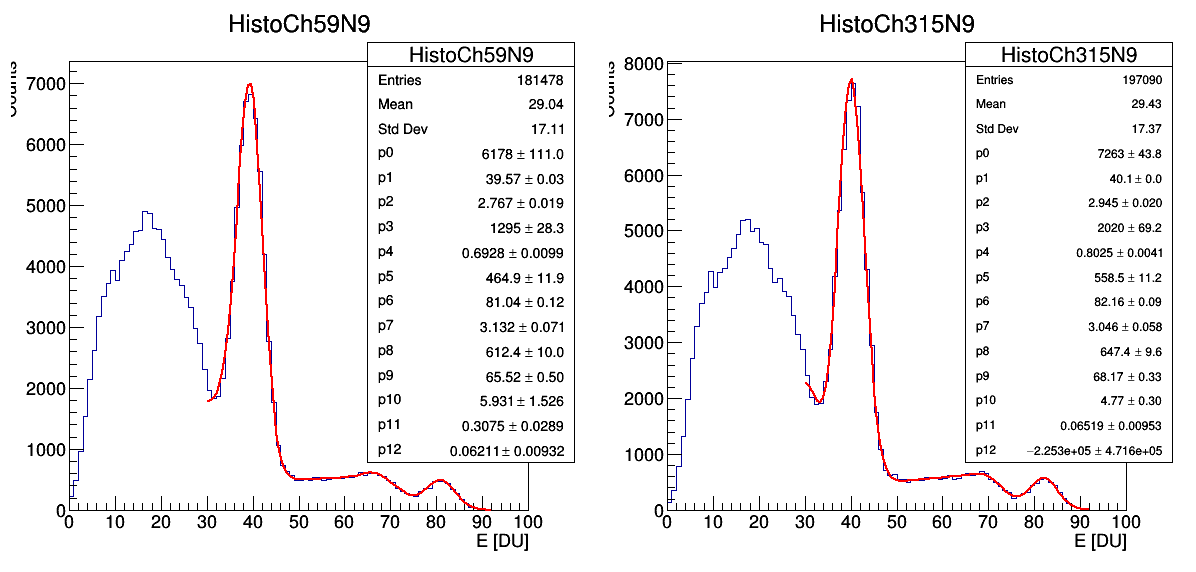 HistoCh59N9
HistoCh59N9
Entries 181478
Mean 29.04
Std Dev 17.11
p0 6178 ± 111.0
p1 39.57 ± 0.03
p2 2.767 ± 0.019
p3 1295 ± 28.3
p4 0.6928 ± 0.0099
p5 464.9 ± 11.9
p6 81.04 ± 0.12
p7 3.132 ± 0.071
p8 612.4 ± 10.0
p9 65.52 ± 0.50
p10 5.931 ± 1.526
p11 0.3075 ± 0.0289
p12 0.06211 ± 0.00932
7000
6000
5000
4000
3000
2000
1000
0
0 10 20 30 40 50 60 70 80 90 100
E [DU]
HistoCh315N9
HistoCh315N9
Entries 197090
Mean 29.43
Std Dev 17.37
p0 7263 ± 43.8
p1 40.1 ± 0.0
p2 2.945 ± 0.020
p3 2020 ± 69.2
p4 0.8025 ± 0.0041
p5 558.5 ± 11.2
p6 82.16 ± 0.09
p7 3.046 ± 0.058
p8 647.4 ± 9.6
p9 68.17 ± 0.33
p10 4.77 ± 0.30
p11 0.06519 ± 0.00953
p12 −2.253e+05 ± 4.716e+05
8000
7000
6000
5000
4000
3000
2000
1000
0
0 10 20 30 40 50 60 70 80 90 100
E [DU]